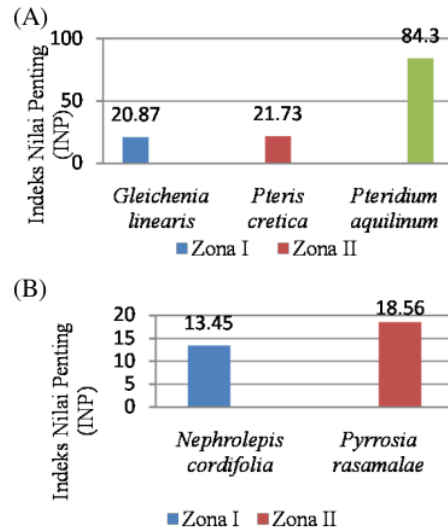 (A)
Indeks Nilai Penting
(INP)
100
50
0
20.87
21.73
84.3
Gleichenia linearis
Pteris cretica
Pteridium aquilinum
Zona I
Zona II
(B)
Indeks Nilai Penting
(INP)
20
15
10
5
0
13.45
18.56
Nephrolepis cordifolia
Pyrrosia rasamalae
Zona I
Zona II